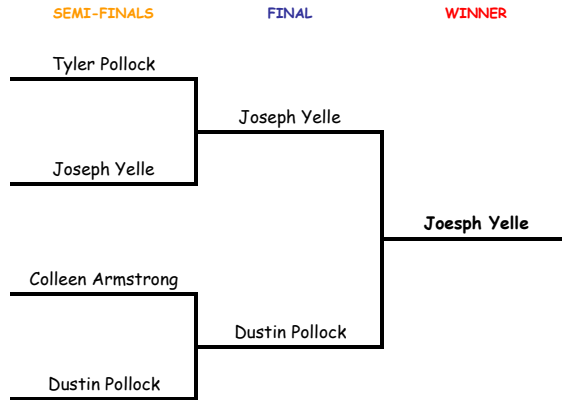 SEMI-FINALS FINAL WINNER
Tyler Pollock
Joseph Yelle
Joseph Yelle
Joesph Yelle
Colleen Armstrong
Dustin Pollock
Dustin Pollock